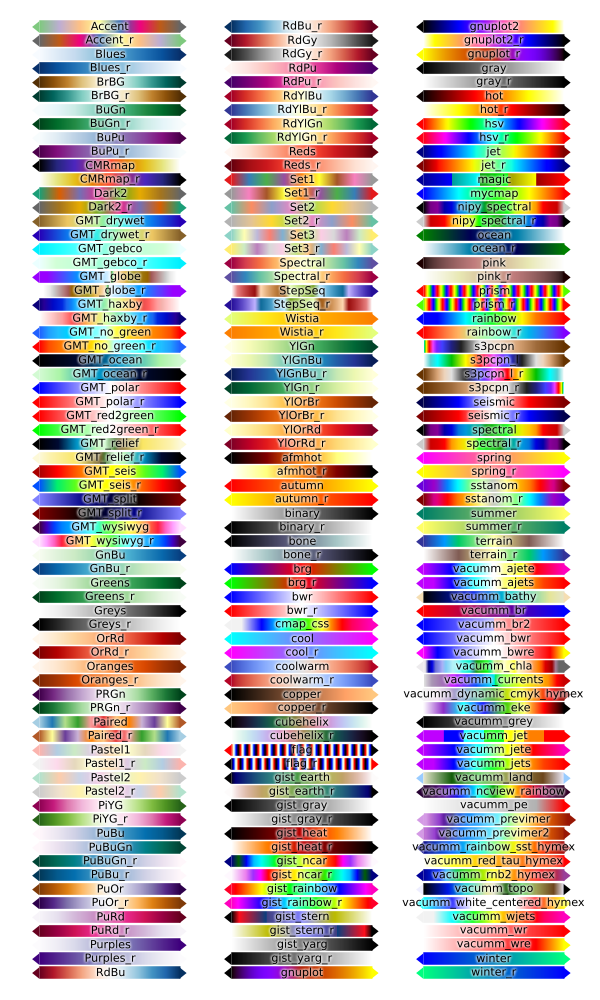 Accent
Accent_r
Blues
Blues_r
BrBG
BrBG_r
BuGn
BuGn_r
BuPu
BuPu_r
CMRmap
CMRmap_r
Dark2
Dark2_r
GMT_drywet
GMT_drywet_r
GMT_gebco
GMT_gebco_r
GMT_globe
GMT_globe_r
GMT_haxby
GMT_haxby_r
GMT_no_green
GMT_no_green_r
GMT_ocean
GMT_ocean_r
GMT_polar
GMT_polar_r
GMT_red2green
GMT_red2green_r
GMT_relief
GMT_relief_r
GMT_seis
GMT_seis_r
GMT_split
GMT_split_r
GMT_wysiwyg
GMT_wysiwyg_r
GnBu
GnBu_r
Greens
Greens_r
Greys
Greys_r
OrRd
OrRd_r
Oranges
Oranges_r
PRGn
PRGn_r
Paired
Paired_r
Pastel1
Pastel1_r
Pastel2
Pastel2_r
PiYG
PiYG_r
PuBu
PuBuGn
PuBuGn_r
PuBu_r
PuOr
PuOr_r
PuRd
PuRd_r
Purples
Purples_r
RdBu
RdBu_r
RdGy
RdGy_r
RdPu
RdPu_r
RdYlBu
RdYlBu_r
RdYlGn
RdYlGn_r
Reds
Reds_r
Set1
Set1_r
Set2
Set2_r
Set3
Set3_r
Spectral
Spectral_r
StepSeq
StepSeq_r
Wistia
Wistia_r
YlGn
YlGnBu
YlGnBu_r
YlGn_r
YlOrBr
YlOrBr_r
YlOrRd
YlOrRd_r
afmhot
afmhot_r
autumn
autumn_r
binary
binary_r
bone
bone_r
brg
brg_r
bwr
bwr_r
cmap_css
cool
cool_r
coolwarm
coolwarm_r
copper
copper_r
cubehelix
cubehelix_r
flag
flag_r
gist_earth
gist_earth_r
gist_gray
gist_gray_r
gist_heat
gist_heat_r
gist_ncar
gist_ncar_r
gist_rainbow
gist_rainbow_r
gist_stern
gist_stern_r
gist_yarg
gist_yarg_r
gnuplot
gnuplot2
gnuplot2_r
gnuplot_r
gray
gray_r
hot
hot_r
hsv
hsv_r
jet
jet_r
magic
mycmap
nipy_spectral
nipy_spectral_r
ocean
ocean_r
pink
pink_r
prism
prism_r
rainbow
rainbow_r
s3pcpn
s3pcpn_l
s3pcpn_l_r
s3pcpn_r
seismic
seismic_r
spectral
spectral_r
spring
spring_r
sstanom
sstanom_r
summer
summer_r
terrain
terrain_r
vacumm_ajete
vacumm_ajets
vacumm_bathy
vacumm_br
vacumm_br2
vacumm_bwr
vacumm_bwre
vacumm_chla
vacumm_currents
vacumm_dynamic_cmyk_hymex
vacumm_eke
vacumm_grey
vacumm_jet
vacumm_jete
vacumm_jets
vacumm_land
vacumm_ncview_rainbow
vacumm_pe
vacumm_previmer
vacumm_previmer2
vacumm_rainbow_sst_hymex
vacumm_red_tau_hymex
vacumm_rnb2_hymex
vacumm_topo
vacumm_white_centered_hymex
vacumm_wjets
vacumm_wr
vacumm_wre
winter
winter_r